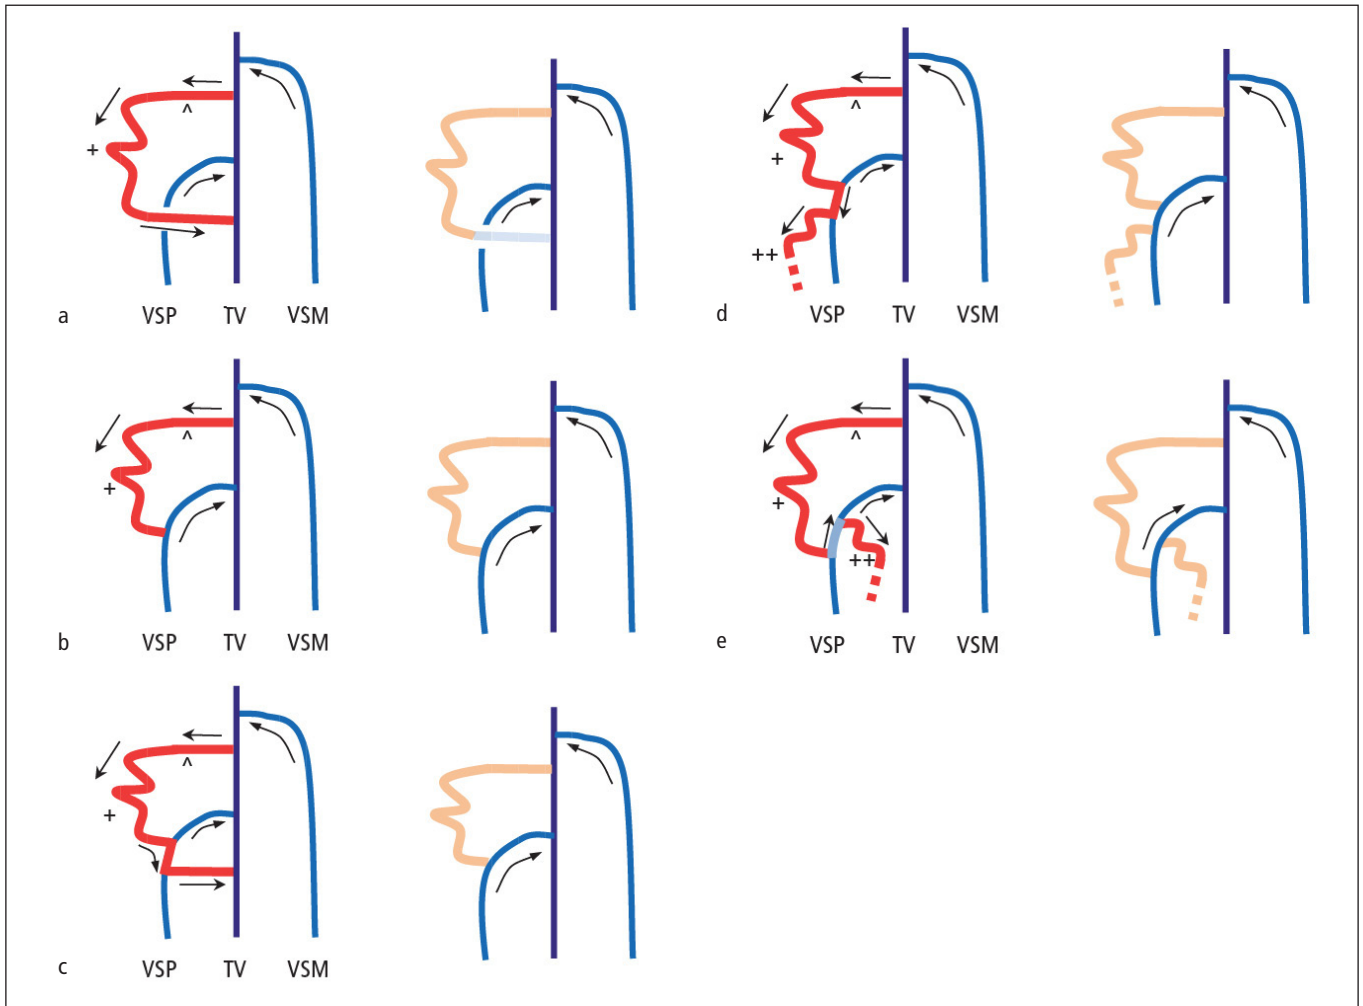 ^
+
a VSP TV VSM
^
+
++
d VSP TV VSM
^
+
b VSP TV VSM
^
+
++
e VSP TV VSM
^
+
c VSP TV VSM